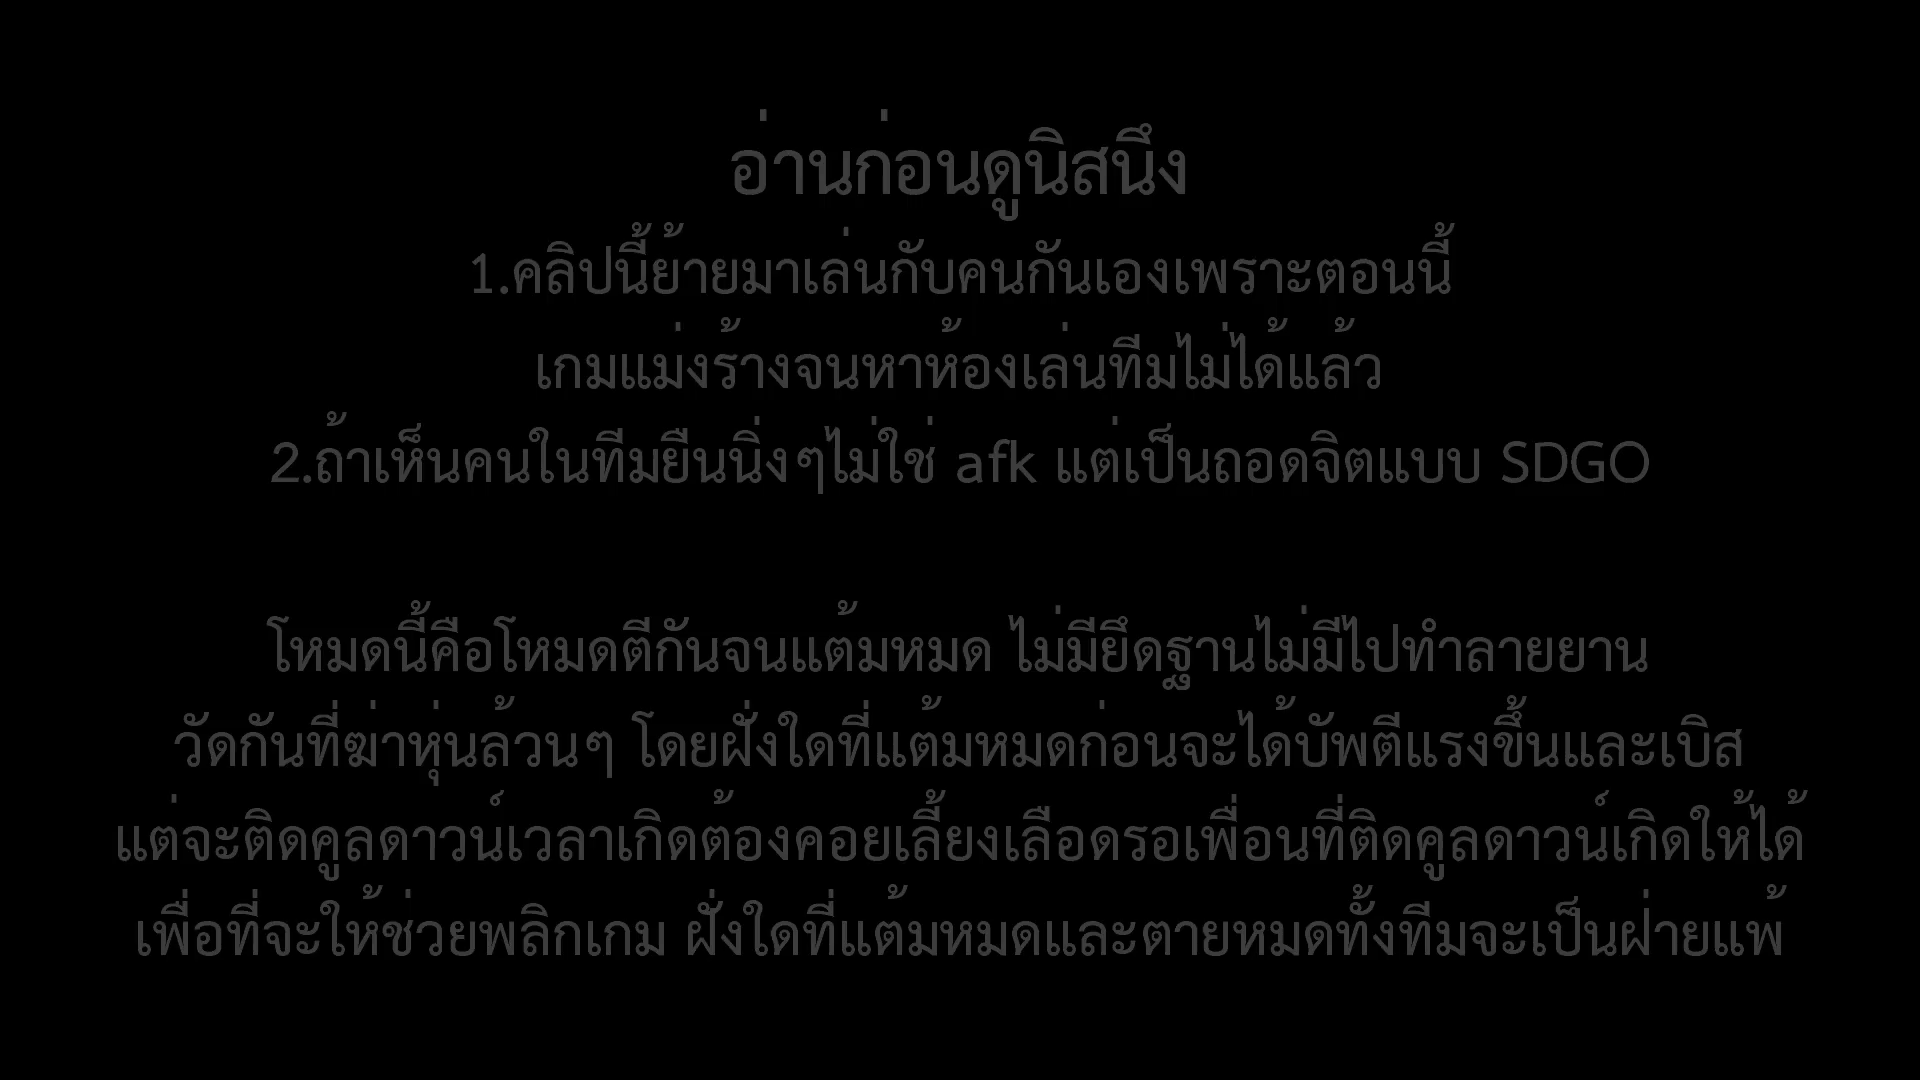 อ่านก่อนดูนิสนึง
1.คลิปนี้ย้ายมาเล่นกับคนกันเองเพราะตอนนี้
เกมแม่งร้างจนหาห้องเล่นทีมไม่ได้แล้ว
2.ถ้าเห็นคนในทีมยืนนิ่งๆไม่ใช่ afk แต่เป็นถอดจิตแบบ SDGO
โหมดนี้คือโหมดตีกันจนแต้มหมด ไม่มียึดฐานไม่มีไปทำลายยาน
วัดกันที่ฆ่าหุ่นล้วนๆ โดยฝั่งใดที่แต้มหมดก่อนจะได้บัพตีแรงขึ้นและเบิส
แต่จะติดคูลดาวน์เวลาเกิดต้องคอยเลี้ยงเลือดรอเพื่อนที่ติดคูลดาวน์เกิดให้ได้
เพื่อที่จะให้ช่วยพลิกเกม ฝั่งใดที่แต้มหมดและตายหมดทั้งทีมจะเป็นฝ่ายแพ้